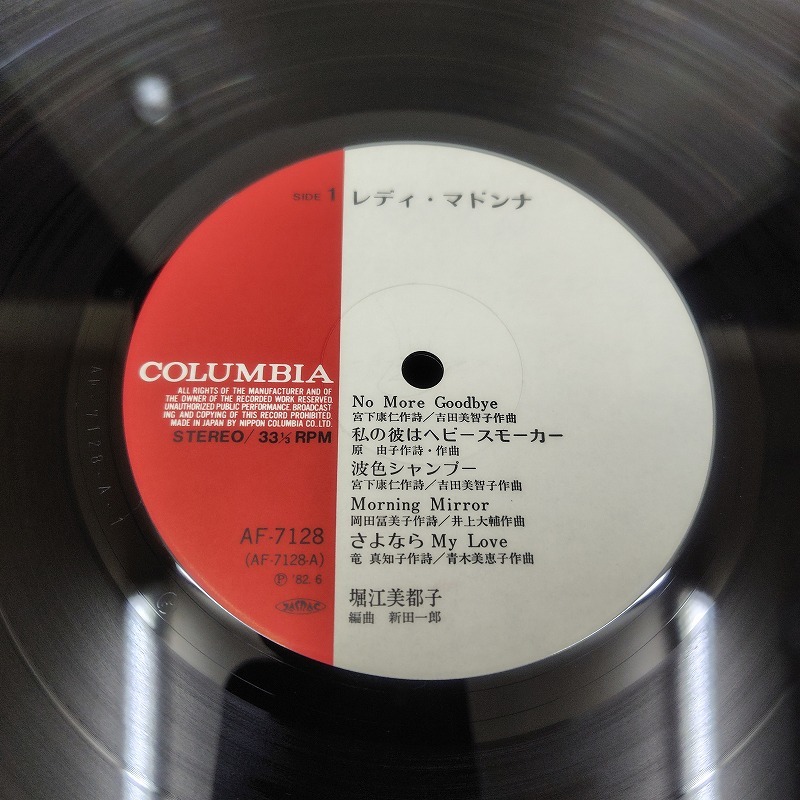 SIDE 1
レディ・マドンナ
COLUMBIA
ALL RIGHTS OF THE MANUFACTURER AND OF
THE OWNER OF THE RECORDED WORK RESERVED.
UNAUTHORIZED PUBLIC PERFORMANCE. BROADCAST
ING AND COPYING OF THIS RECORD PROHIBITED.
MADE IN JAPAN BY NIPPON COLUMBIA CO. LTD.
STEREO/33⅓ RPM
AF-7128
(AF-7128-A)
Ⓟ '82. 6
JASRAC
No More Goodbye
宮下康仁作詩/吉田美智子作曲
私の彼はヘビースモーカー
原 由子作詩・作曲
波色シャンプー
宮下康仁作詩/吉田美智子作曲
Morning Mirror
岡田冨美子作詩/井上大輔作曲
さよなら My Love
竜 真知子作詩/青木美恵子作曲
堀江美都子
編曲 新田一郎
AF-7128-A-1